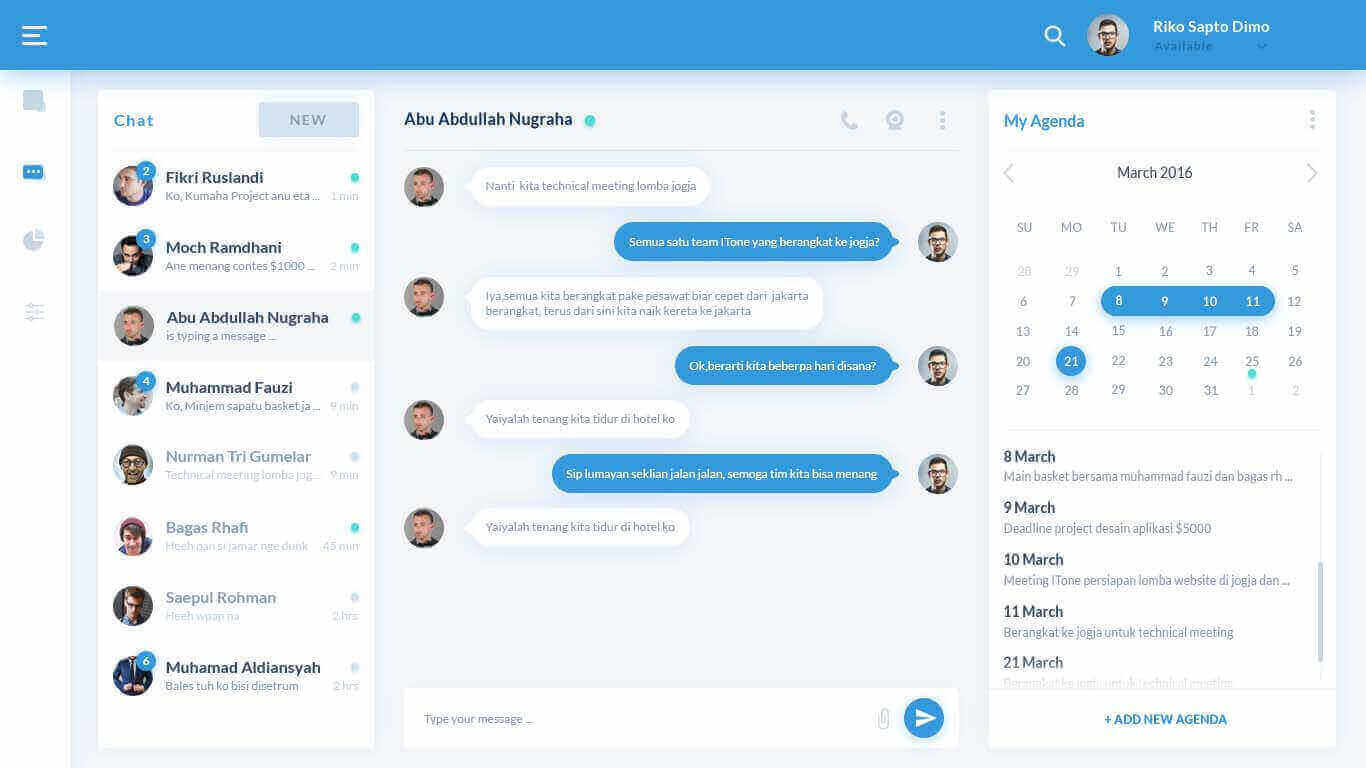 Riko Sapto Dimo
Available
Chat
NEW
2
Fikri Ruslandi
Ko, Kumaha Project anu eta ...
1 min
3
Moch Ramdhani
Ane menang contes $1000 ...
2 min
Abu Abdullah Nugraha
is typing a message ...
4
Muhammad Fauzi
Ko, Minjem sapatu basket ja ...
9 min
Nurman Tri Gumelar
Technical meeting lomba jog...
9 min
Bagas Rhafi
Heeh pan si jamar nge dunk
45 min
Saepul Rohman
Heeh wpap na
2 hrs
6
Muhamad Aldiansyah
Bales tuh ko bisi disetrum
2 hrs
Abu Abdullah Nugraha
Nanti kita technical meeting lomba jogja
Semua satu team ITone yang berangkat ke jogja?
Iya,semua kita berangkat pake pesawat biar cepet dari jakarta
berangkat, terus dari sini kita naik kereta ke jakarta
Ok,berarti kita beberpa hari disana?
Yaiyalah tenang kita tidur di hotel ko
Sip lumayan seklian jalan jalan, semoga tim kita bisa menang
Yaiyalah tenang kita tidur di hotel ko
Type your message ...
My Agenda
March 2016
SU MO TU WE TH FR SA
28 29 1 2 3 4 5
6 7 8 9 10 11 12
13 14 15 16 17 18 19
20 21 22 23 24 25 26
27 28 29 30 31 1 2
8 March
Main basket bersama muhammad fauzi dan bagas rh ...
9 March
Deadline project desain aplikasi $5000
10 March
Meeting ITone persiapan lomba website di jogja dan ...
11 March
Berangkat ke jogja untuk technical meeting
21 March
Berangkat ke jogja untuk technical meeting
+ ADD NEW AGENDA